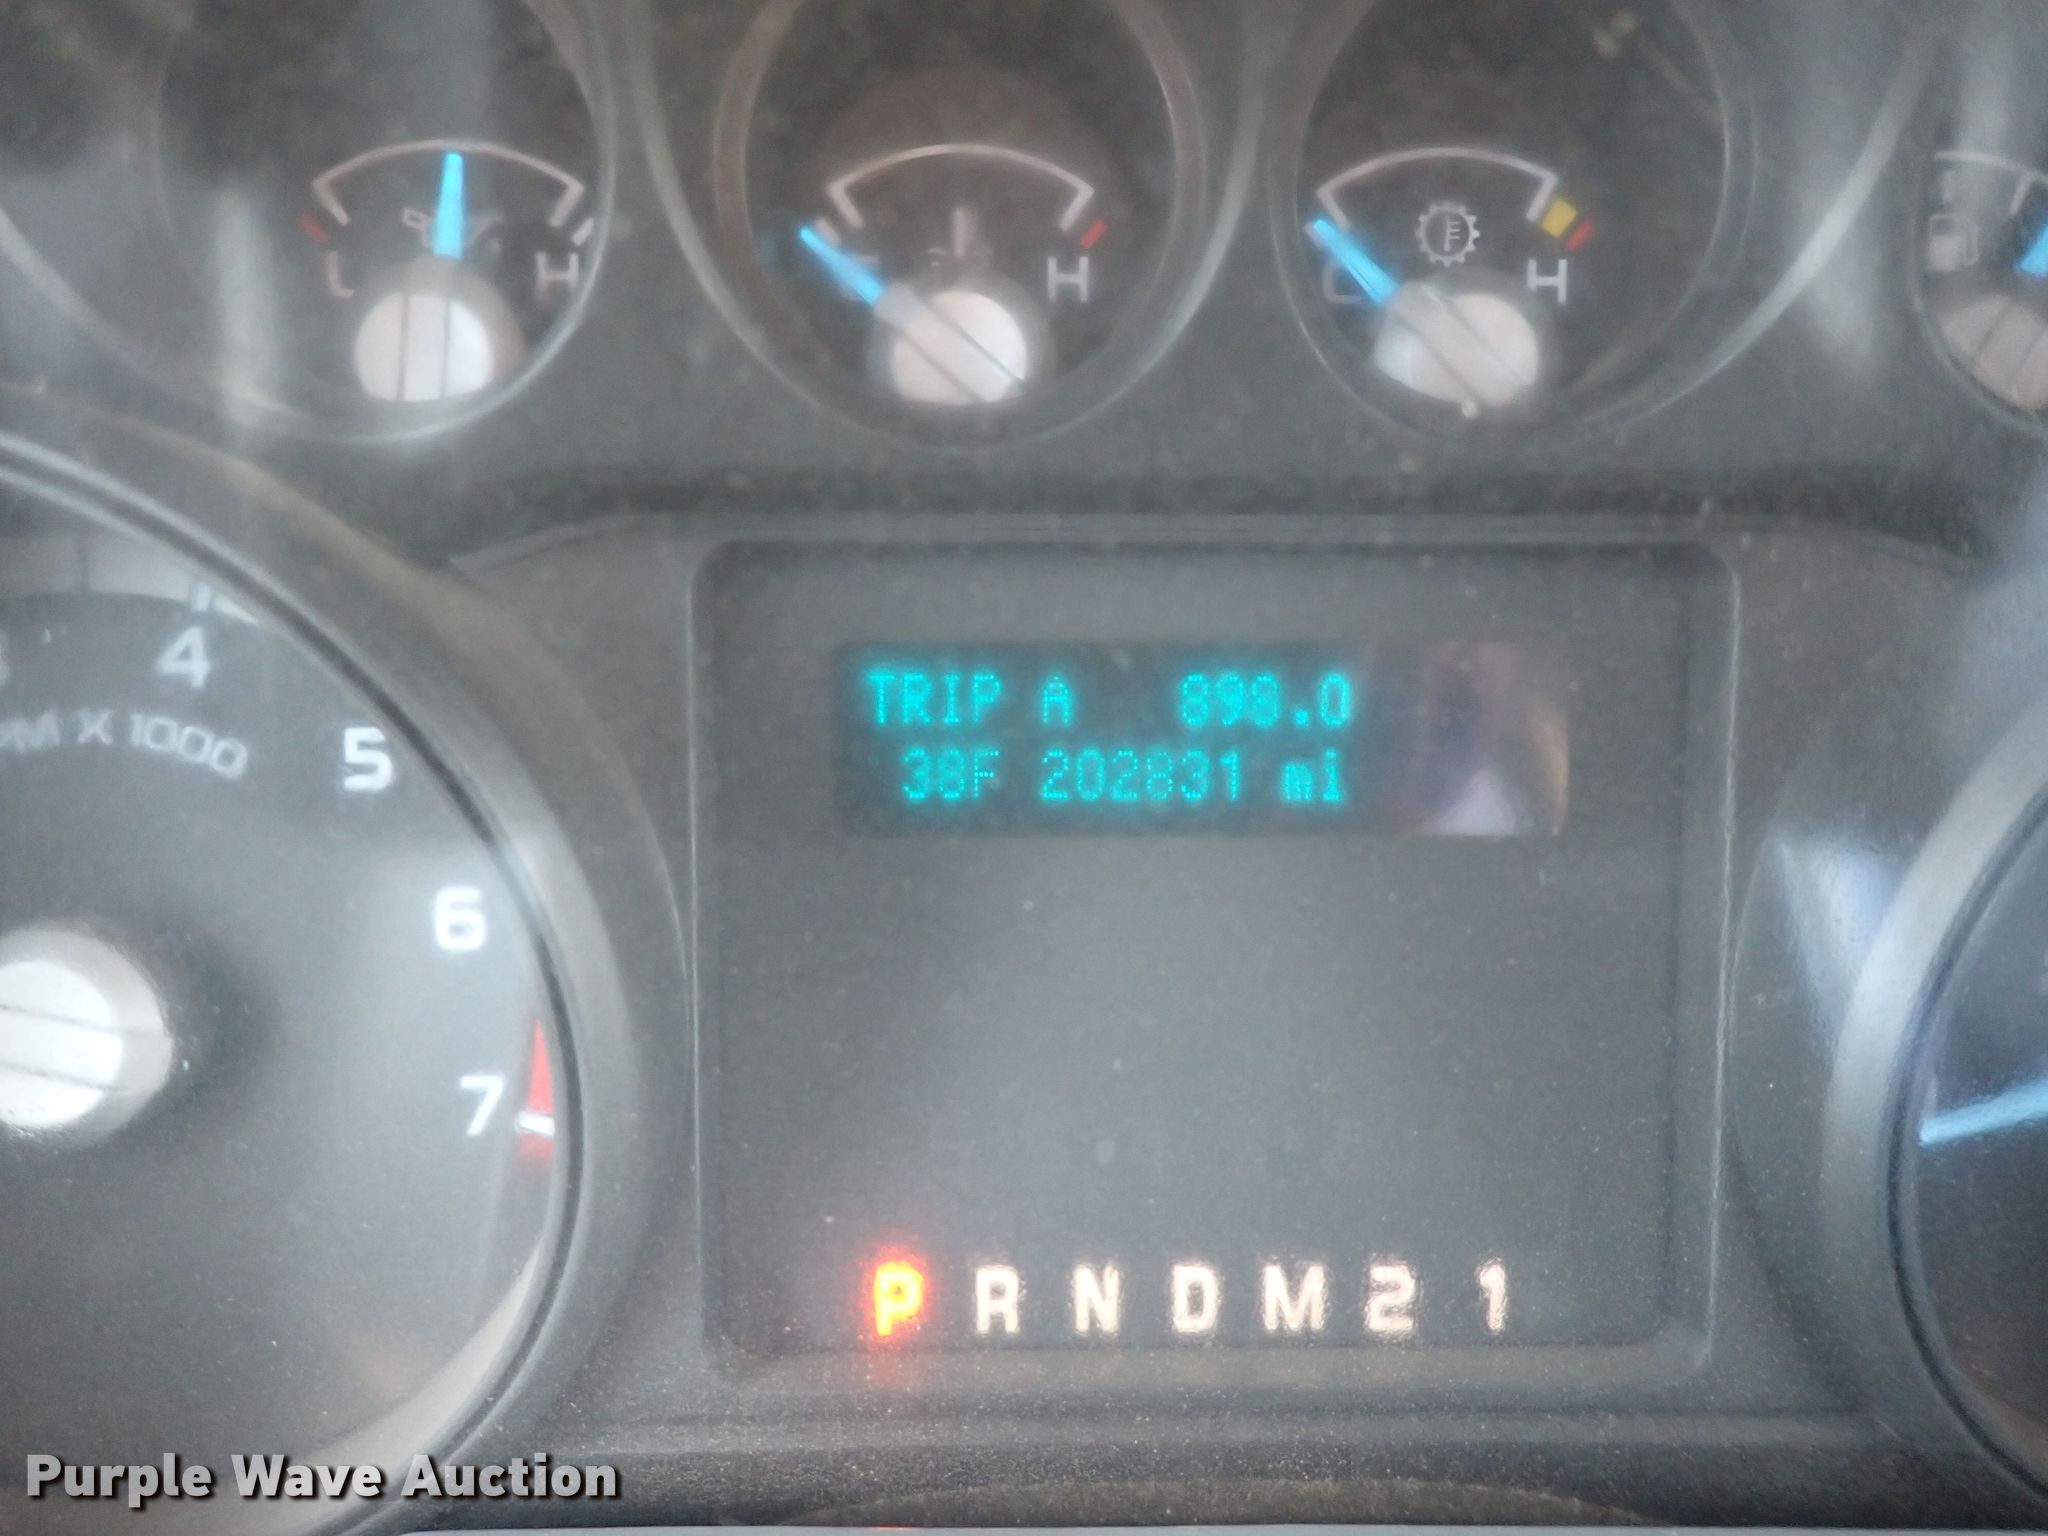 L H
C H
C H
4
5
6
7
X 1000
TRIP A 898.0
38F 202831 mi
P R N D M 2 1
Purple Wave Auction